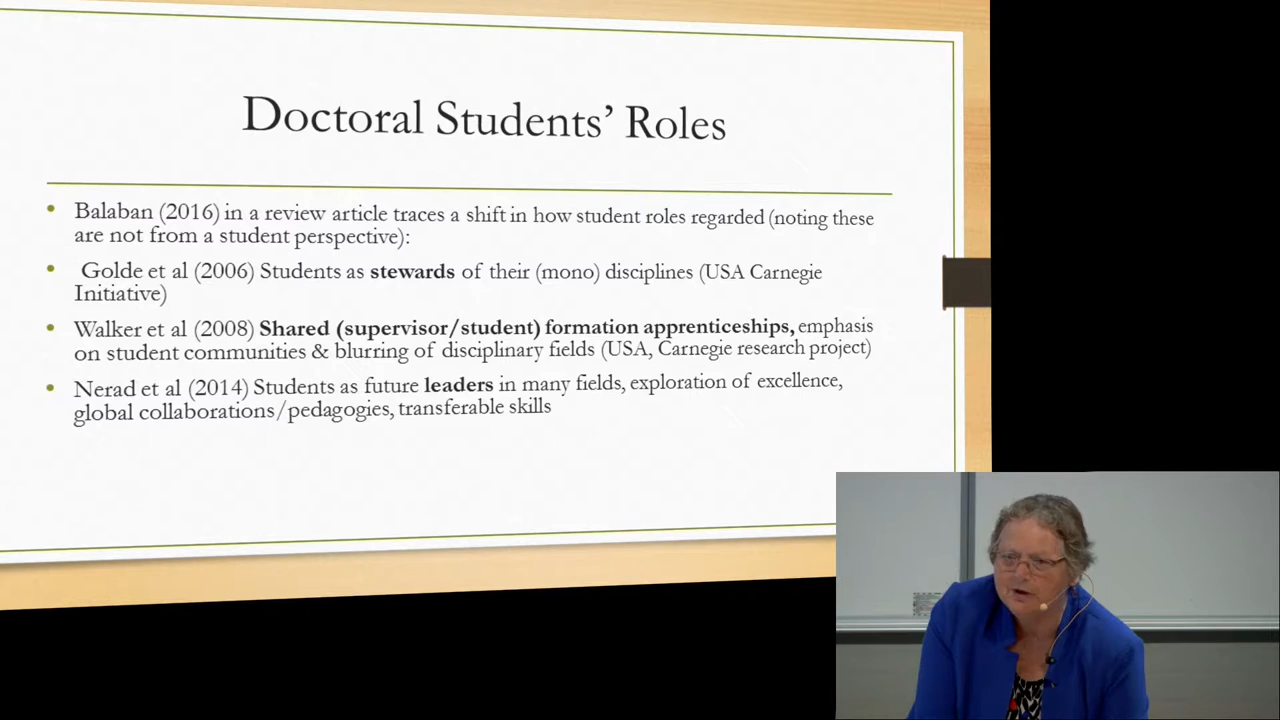 Doctoral Students' Roles
Balaban (2016) in a review article traces a shift in how student roles regarded (noting these
are not from a student perspective):
Golde et al (2006) Students as stewards of their (mono) disciplines (USA Carnegie
Initiative)
Walker et al (2008) Shared (supervisor/student) formation apprenticeships, emphasis
on student communities & blurring of disciplinary fields (USA, Carnegie research project)
Nerad et al (2014) Students as future leaders in many fields, exploration of excellence,
global collaborations/pedagogies, transferable skills